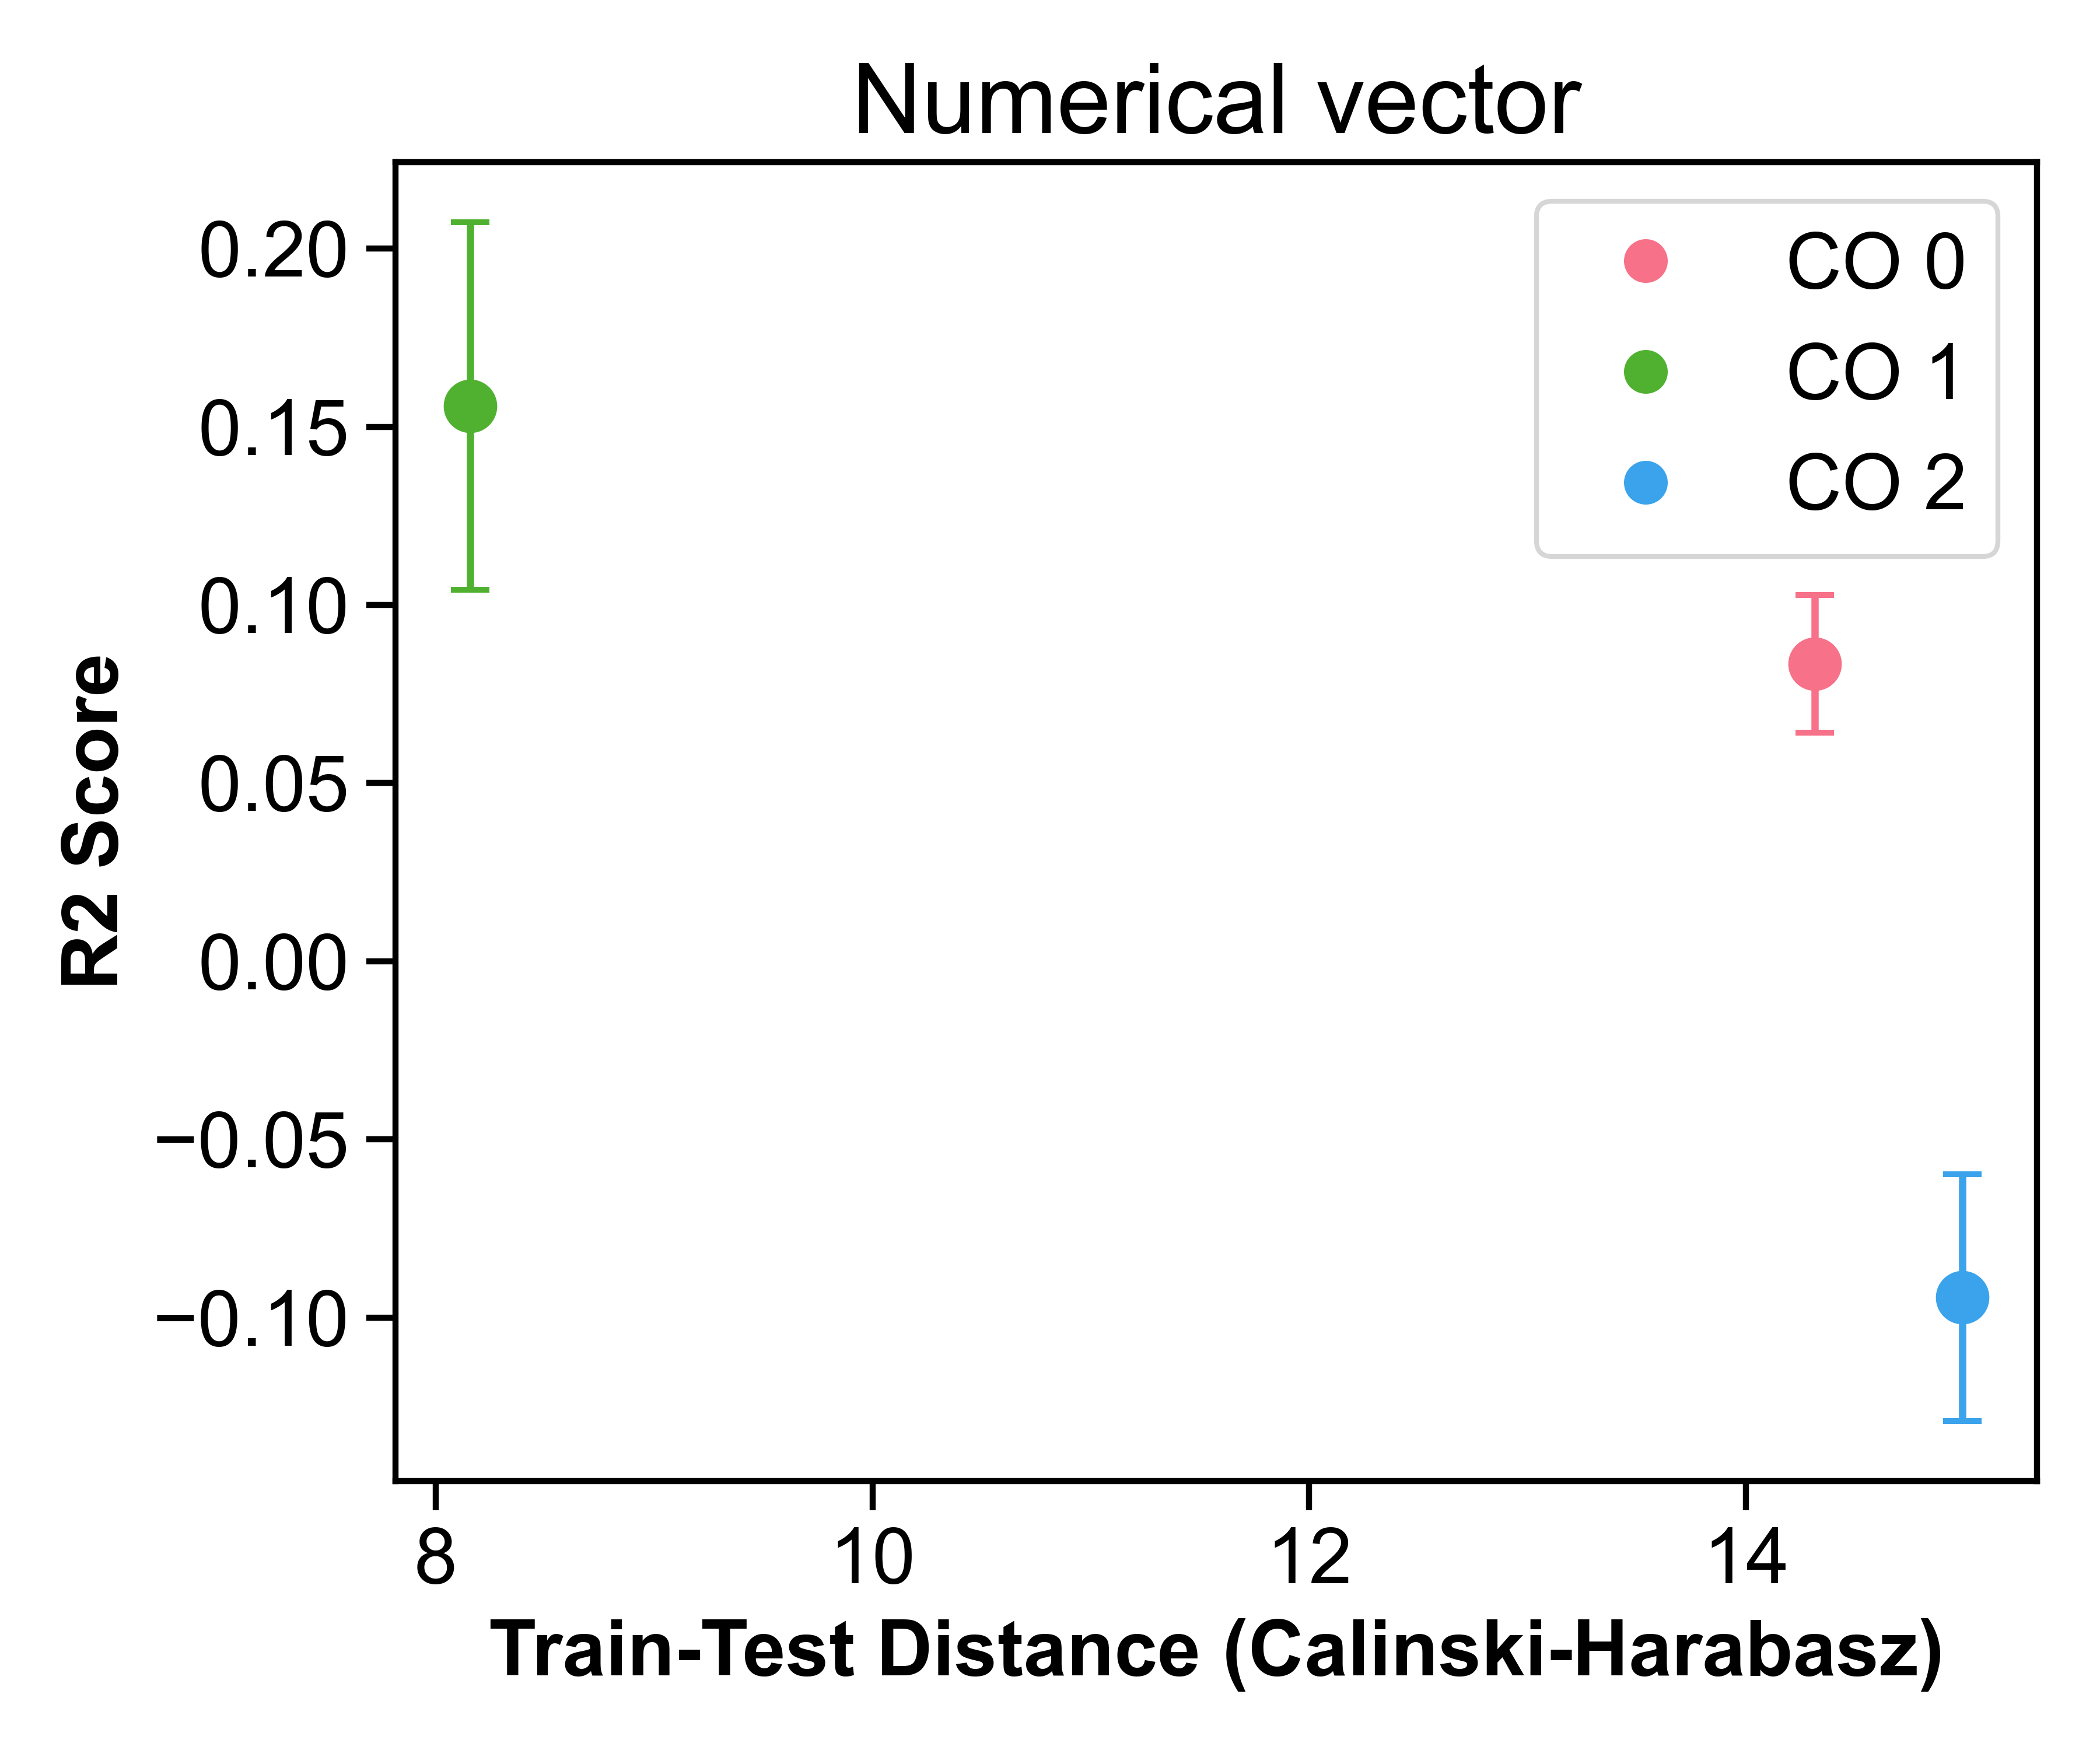 Numerical vector
CO 0
CO 1
CO 2
0.20
0.15
0.10
0.05
0.00
−0.05
−0.10
R2 Score
8 10 12 14
Train-Test Distance (Calinski-Harabasz)